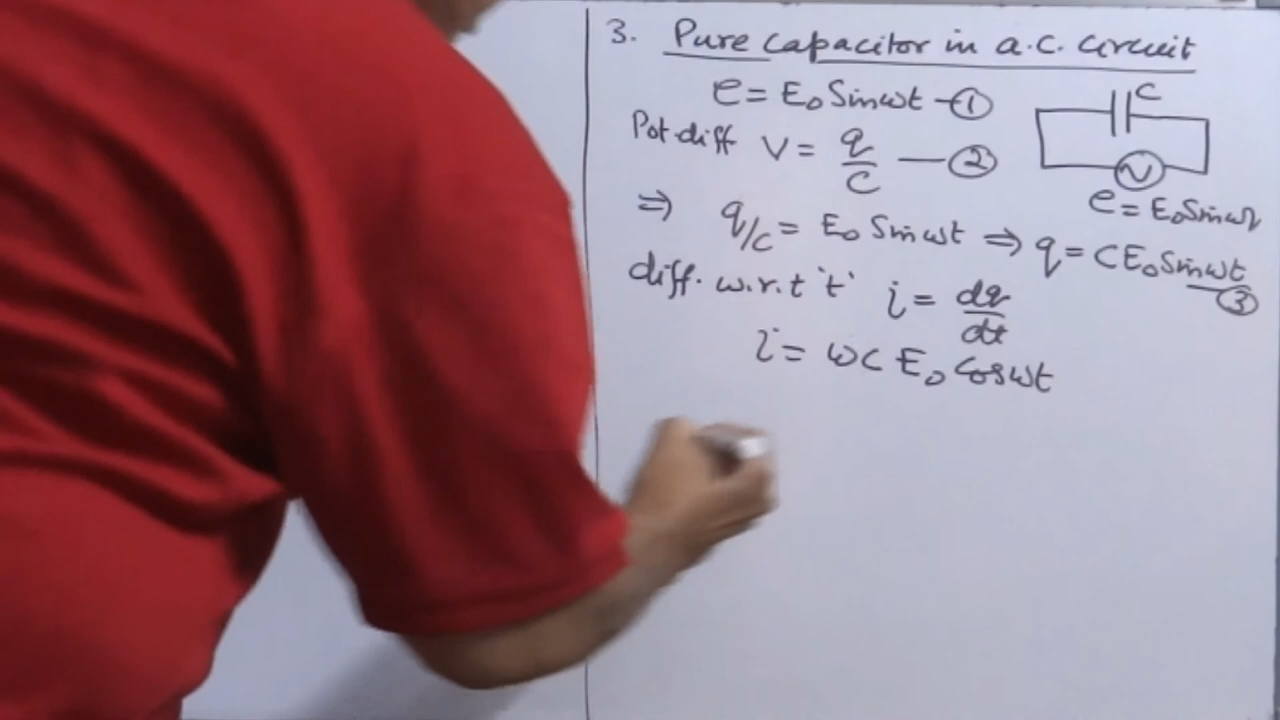 3. Pure capacitor in a.c. circuit
e = E₀ Sinωt —①
C
Pot. diff V = q/C —②
e = E₀Sinωt
⇒ q/c = E₀ Sinωt ⇒ q = CE₀Sinωt —③
diff. w.r.t 't' i = dq/dt
i = ωC E₀ Cosωt